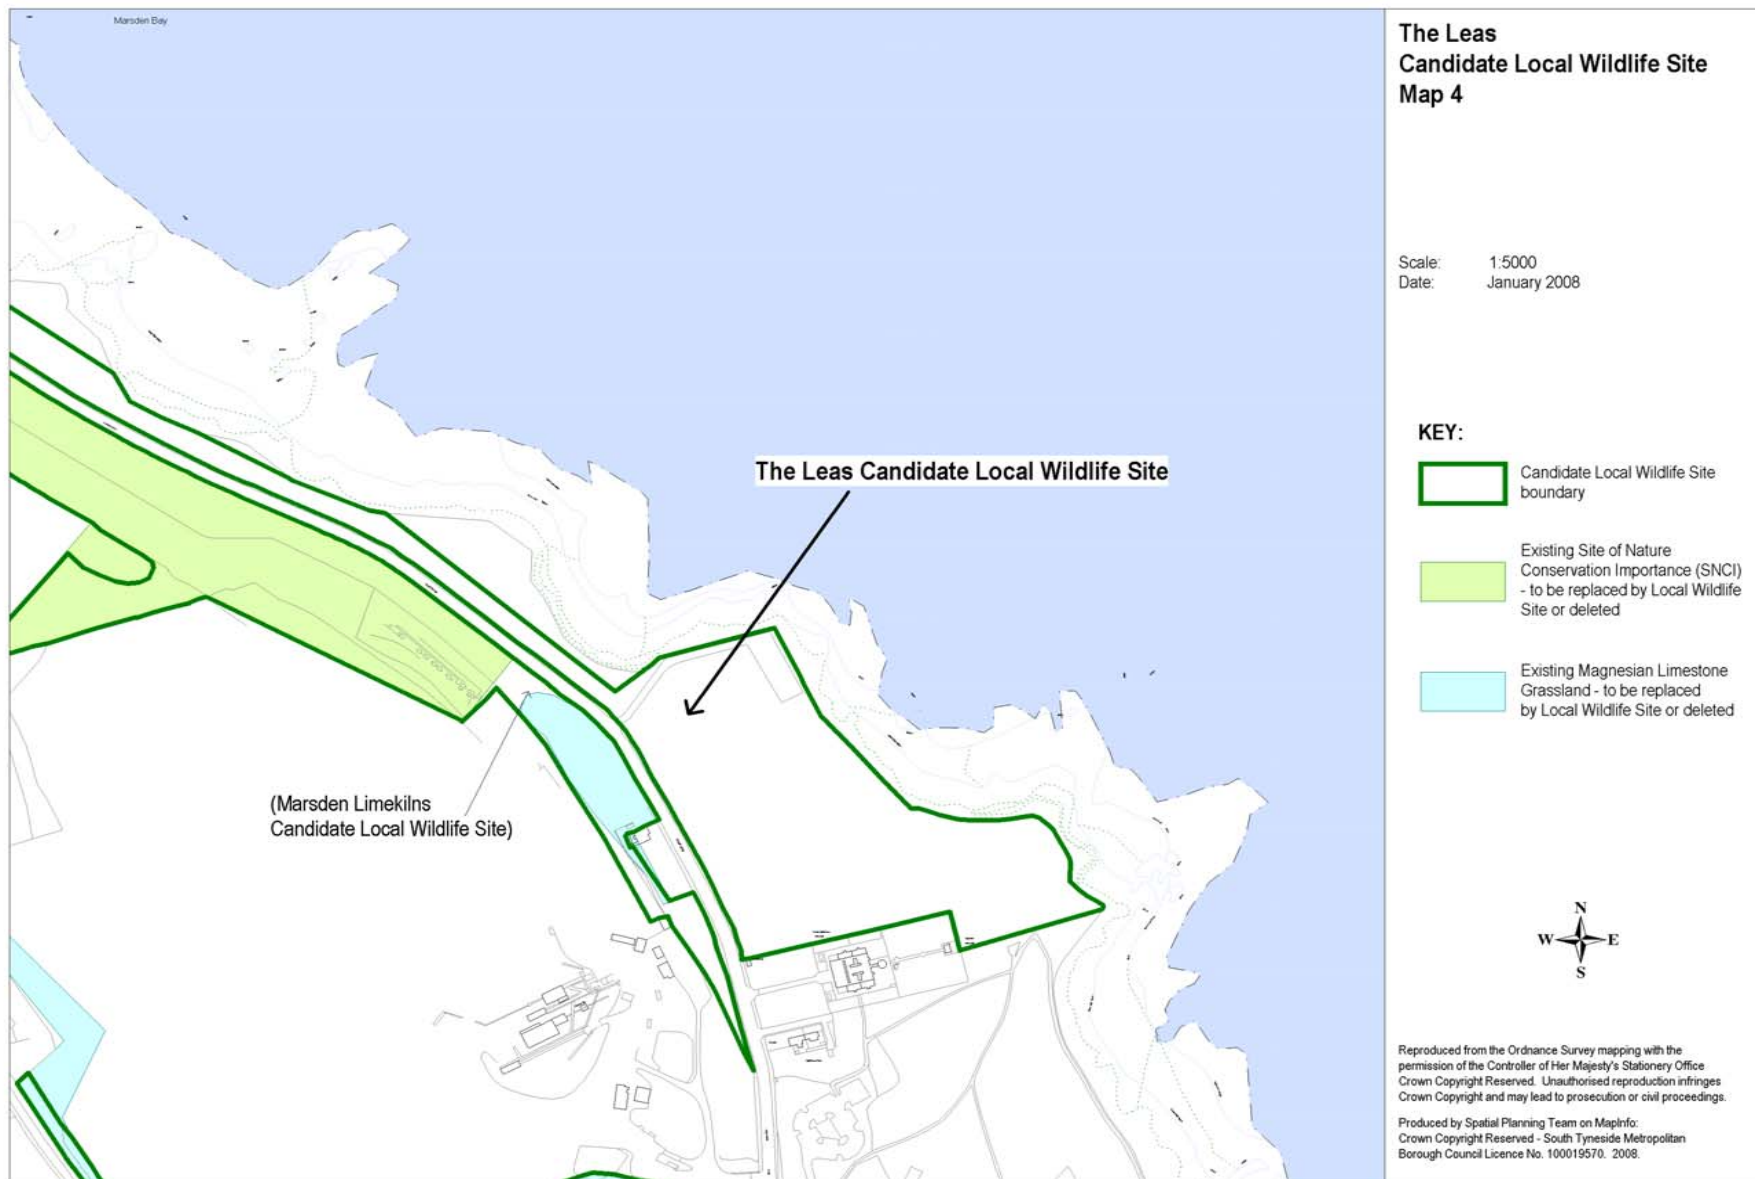 Marsden Bay
The Leas
Candidate Local Wildlife Site
Map 4
Scale: 1:5000
Date: January 2008
The Leas Candidate Local Wildlife Site
(Marsden Limekilns
Candidate Local Wildlife Site)
KEY:
Candidate Local Wildlife Site
boundary
Existing Site of Nature
Conservation Importance (SNCI)
- to be replaced by Local Wildlife
Site or deleted
Existing Magnesian Limestone
Grassland - to be replaced
by Local Wildlife Site or deleted
N
W E
S
Reproduced from the Ordnance Survey mapping with the
permission of the Controller of Her Majesty's Stationery Office
Crown Copyright Reserved. Unauthorised reproduction infringes
Crown Copyright and may lead to prosecution or civil proceedings.
Produced by Spatial Planning Team on MapInfo:
Crown Copyright Reserved - South Tyneside Metropolitan
Borough Council Licence No. 100019570. 2008.